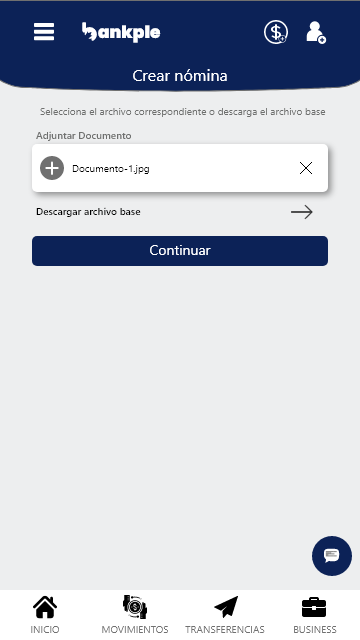 bankple
Crear nómina
Selecciona el archivo correspondiente o descarga el archivo base
Adjuntar Documento
Documento-1.jpg
Descargar archivo base
Continuar
INICIO
MOVIMIENTOS
TRANSFERENCIAS
BUSINESS